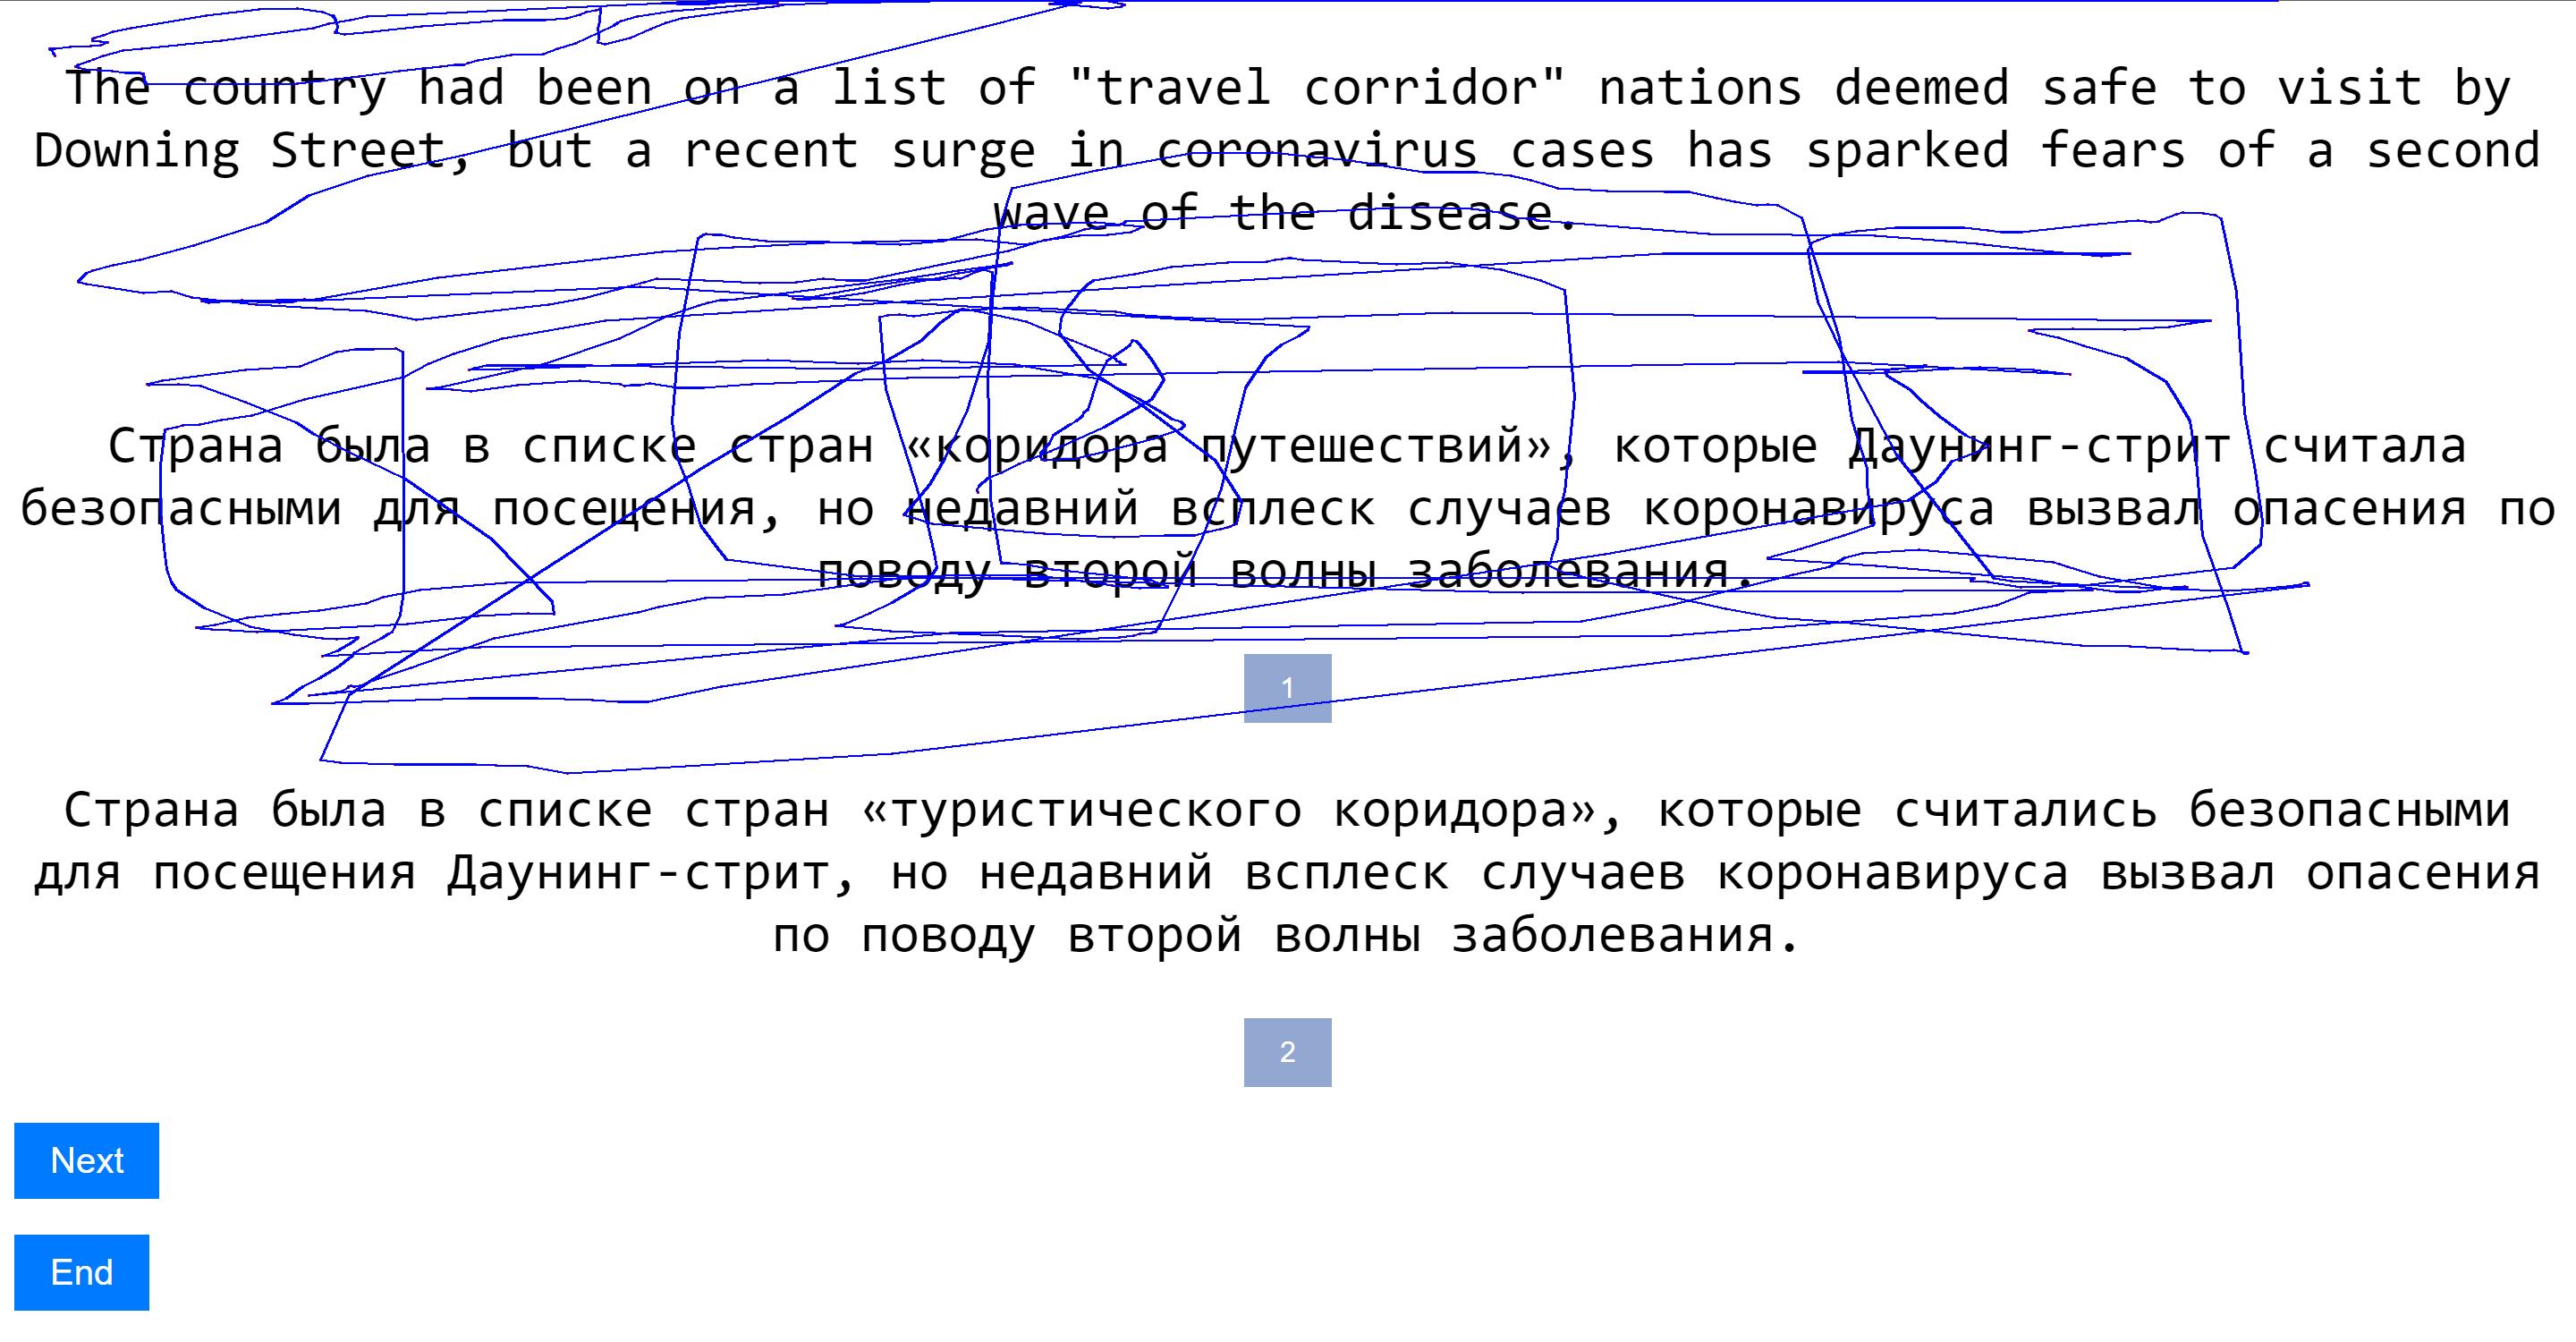 The country had been on a list of "travel corridor" nations deemed safe to visit by
Downing Street, but a recent surge in coronavirus cases has sparked fears of a second
wave of the disease.
Страна была в списке стран «коридора путешествий», которые Даунинг-стрит считала
безопасными для посещения, но недавний всплеск случаев коронавируса вызвал опасения по
поводу второй волны заболевания.
1
Страна была в списке стран «туристического коридора», которые считались безопасными
для посещения Даунинг-стрит, но недавний всплеск случаев коронавируса вызвал опасения
по поводу второй волны заболевания.
2
Next
End